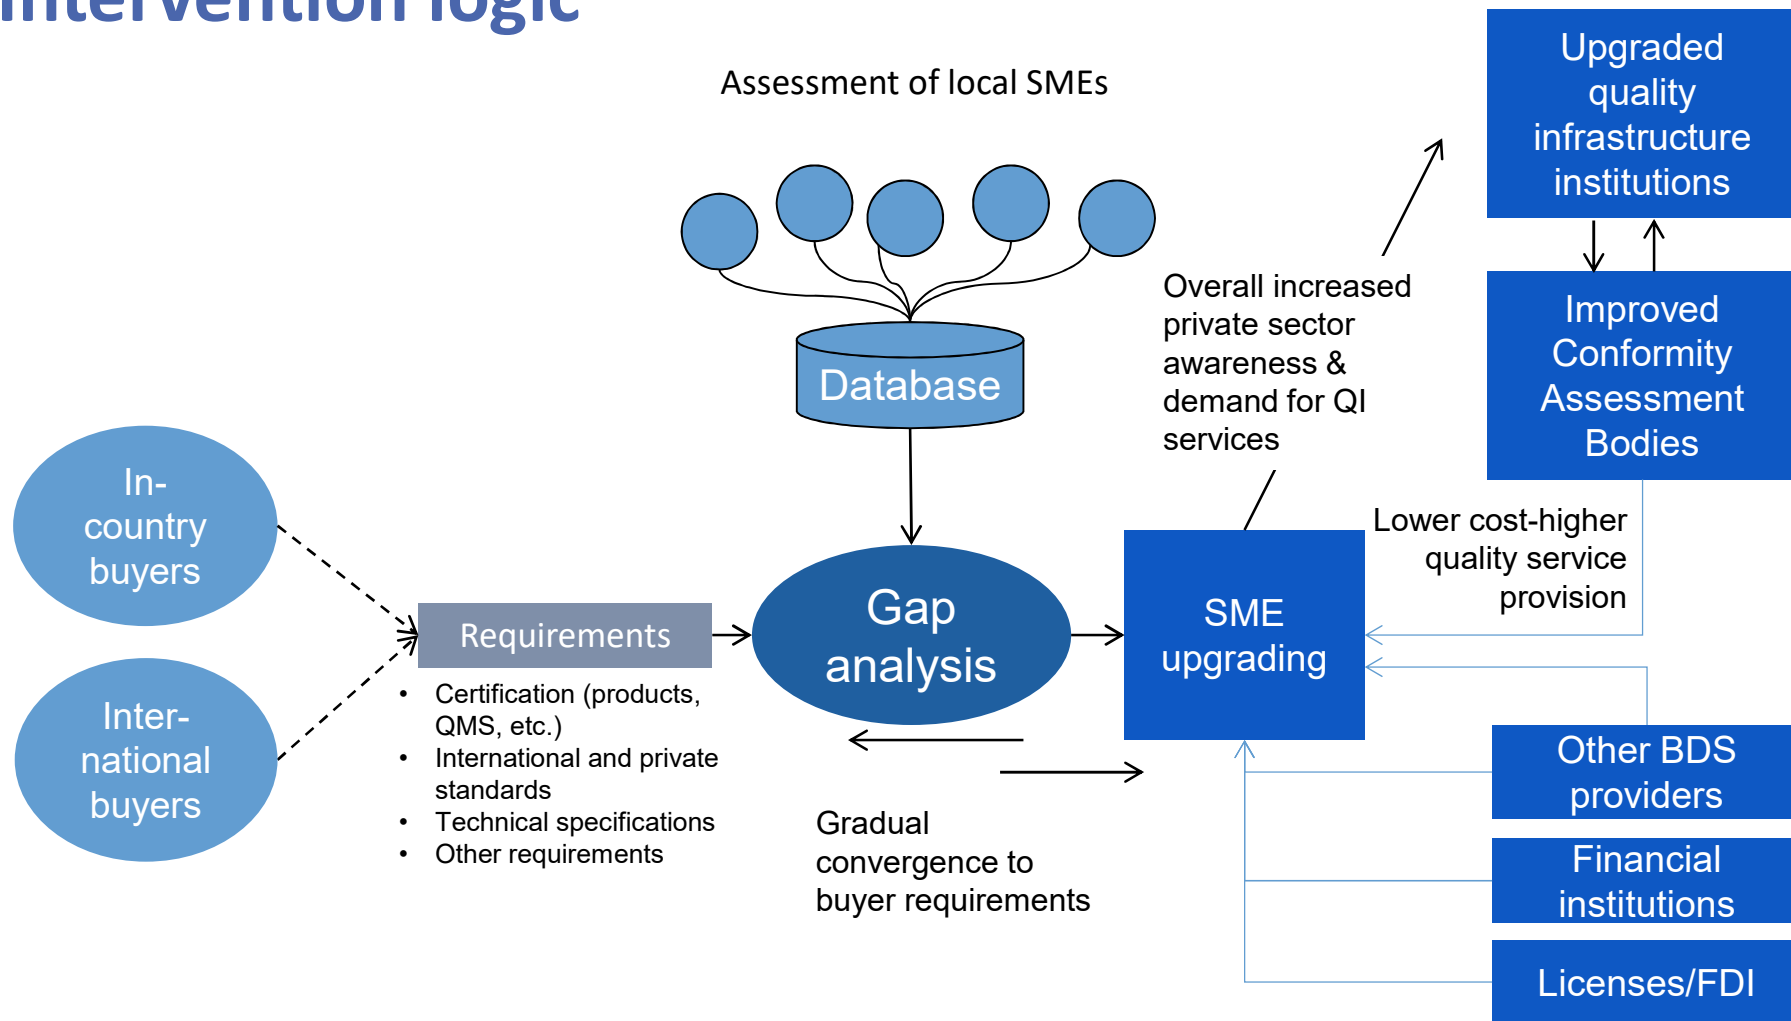 Intervention logic
Assessment of local SMEs
Database
In-
country
buyers
Inter-
national
buyers
Requirements
• Certification (products,
QMS, etc.)
• International and private
standards
• Technical specifications
• Other requirements
Gap
analysis
Gradual
convergence to
buyer requirements
SME
upgrading
Overall increased
private sector
awareness &
demand for QI
services
Upgraded
quality
infrastructure
institutions
Improved
Conformity
Assessment
Bodies
Lower cost-higher
quality service
provision
Other BDS
providers
Financial
institutions
Licenses/FDI